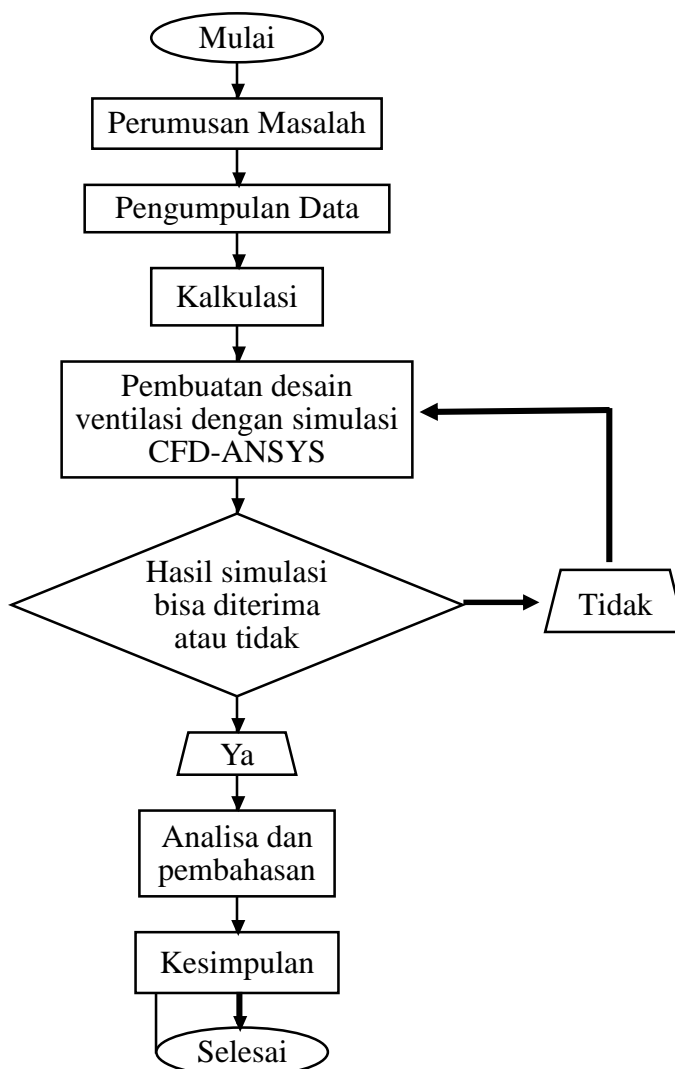 Mulai
Perumusan Masalah
Pengumpulan Data
Kalkulasi
Pembuatan desain
ventilasi dengan simulasi
CFD-ANSYS
Hasil simulasi
bisa diterima
atau tidak
Tidak
Ya
Analisa dan
pembahasan
Kesimpulan
Selesai